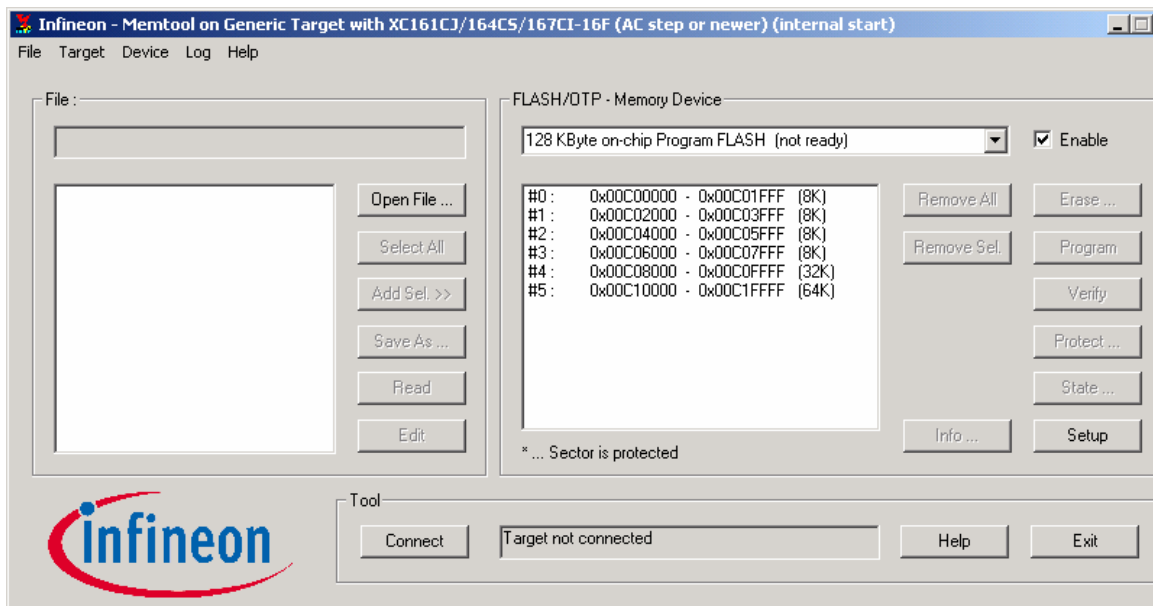 Infineon - Memtool on Generic Target with XC161CJ/164CS/167CI-16F (AC step or newer) (internal start)
File Target Device Log Help
File :
Open File ...
Select All
Add Sel. >>
Save As ...
Read
Edit
FLASH/OTP - Memory Device
128 KByte on-chip Program FLASH (not ready)
Enable
#0 : 0x00C00000 - 0x00C01FFF (8K)
#1 : 0x00C02000 - 0x00C03FFF (8K)
#2 : 0x00C04000 - 0x00C05FFF (8K)
#3 : 0x00C06000 - 0x00C07FFF (8K)
#4 : 0x00C08000 - 0x00C0FFFF (32K)
#5 : 0x00C10000 - 0x00C1FFFF (64K)
* ... Sector is protected
Remove All
Remove Sel.
Info ...
Erase ...
Program
Verify
Protect ...
State ...
Setup
infineon
Tool
Connect
Target not connected
Help
Exit